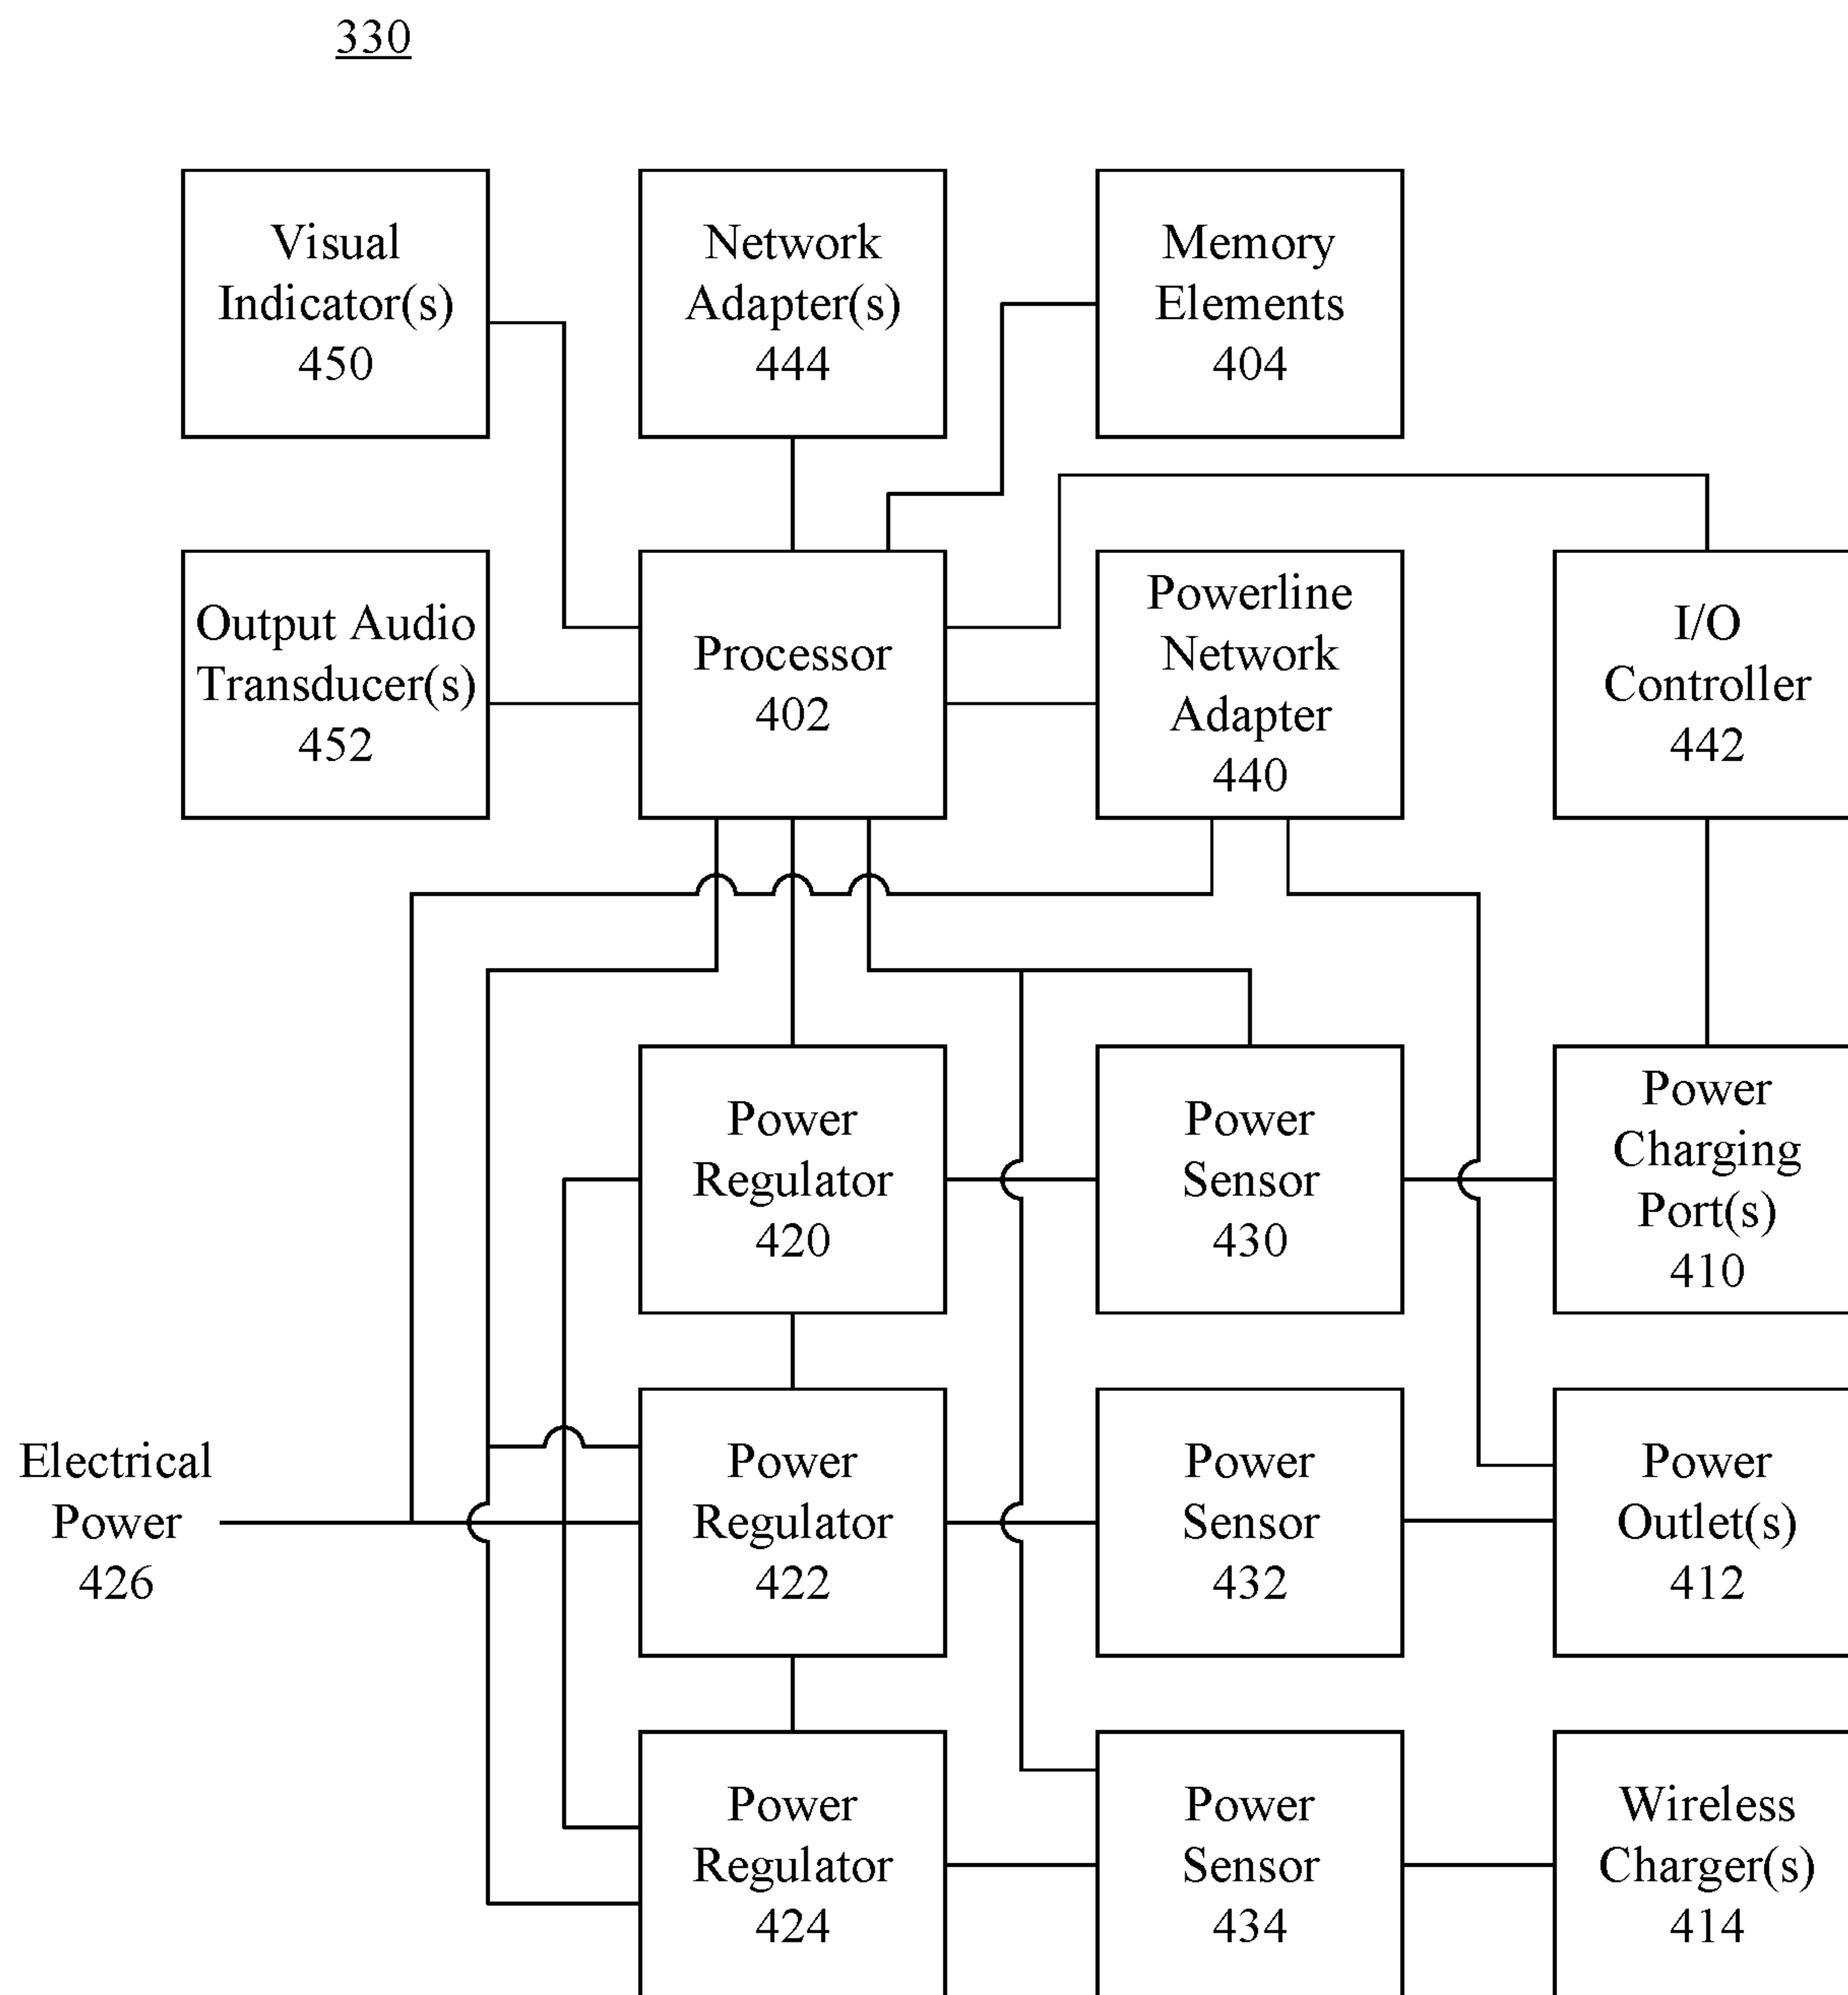 330
Visual
Indicator(s)
450
Network
Adapter(s)
444
Memory
Elements
404
Output Audio
Transducer(s)
452
Processor
402
Powerline
Network
Adapter
440
I/O
Controller
442
Power
Regulator
420
Power
Sensor
430
Power
Charging
Port(s)
410
Electrical
Power
426
Power
Regulator
422
Power
Sensor
432
Power
Outlet(s)
412
Power
Regulator
424
Power
Sensor
434
Wireless
Charger(s)
414